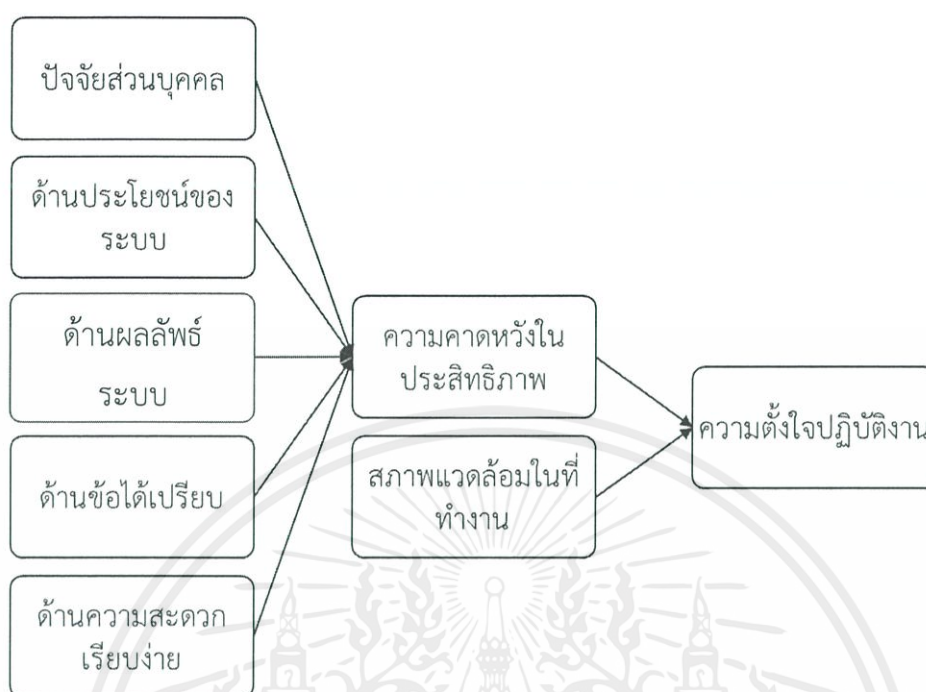 ปัจจัยส่วนบุคคล
ด้านประโยชน์ของ
ระบบ
ด้านผลลัพธ์
ระบบ
ด้านข้อได้เปรียบ
ด้านความสะดวก
เรียบง่าย
ความคาดหวังใน
ประสิทธิภาพ
สภาพแวดล้อมในที่
ทำงาน
ความตั้งใจปฏิบัติงาน